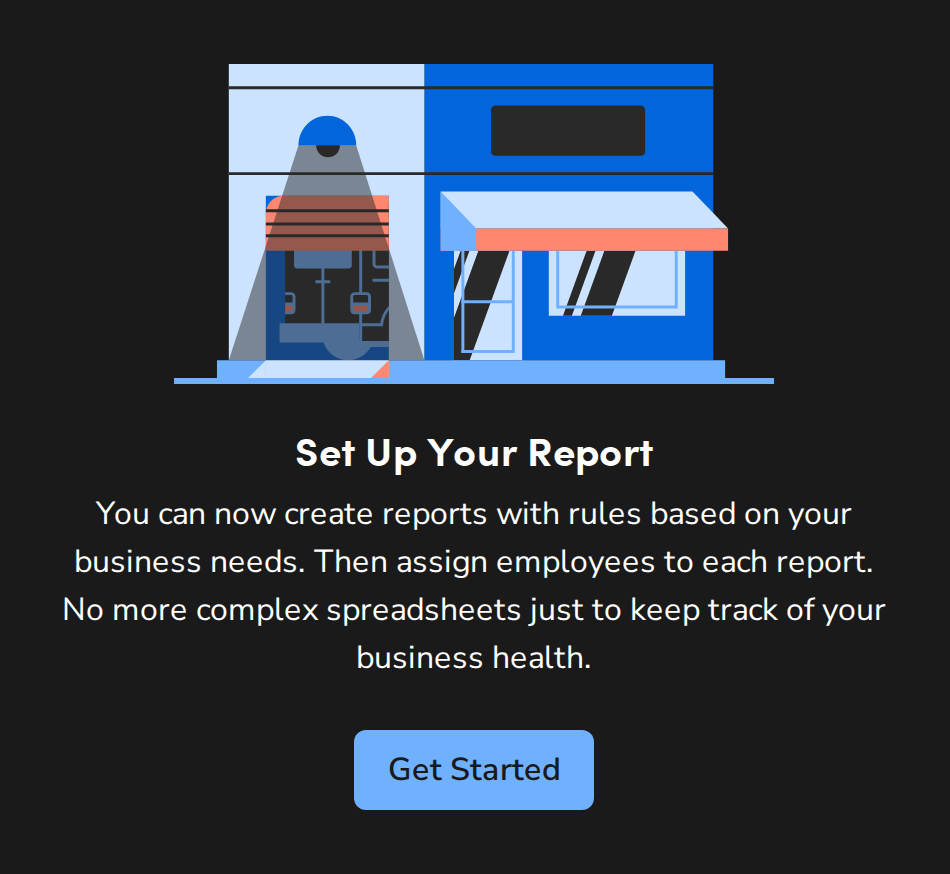 Set Up Your Report
You can now create reports with rules based on your
business needs. Then assign employees to each report.
No more complex spreadsheets just to keep track of your
business health.
Get Started